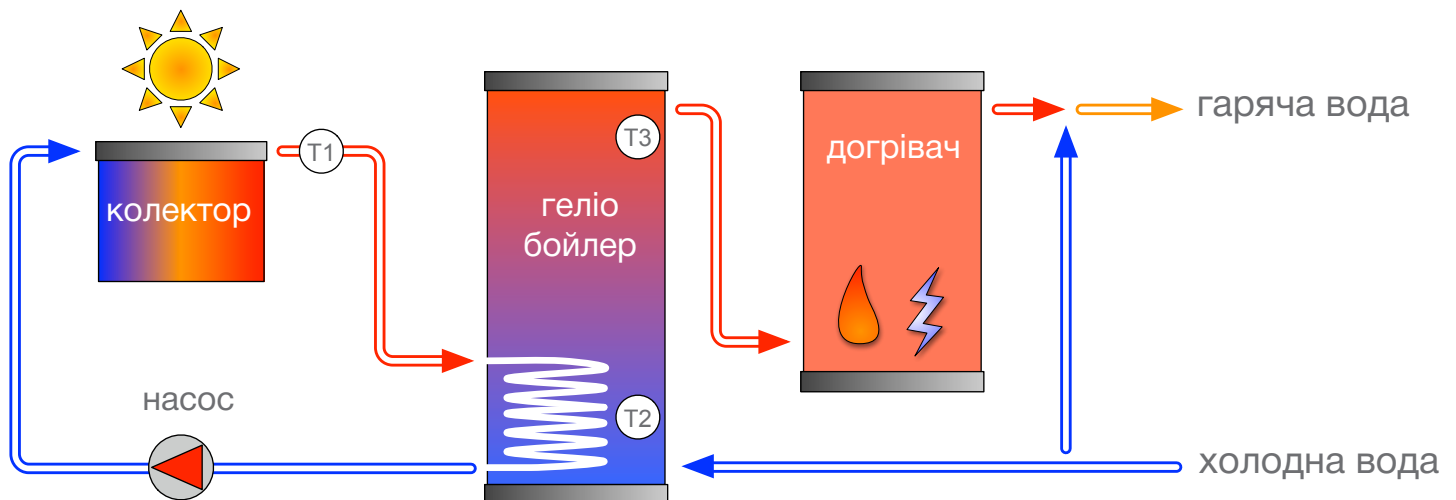 T1
колектор
насос
геліо
бойлер
T3
T2
догрівач
гаряча вода
холодна вода